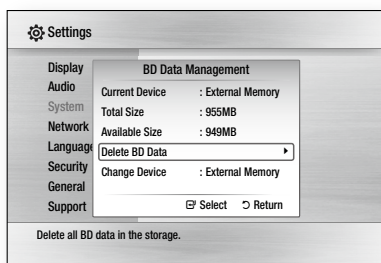 Settings
Display
Audio
System
Network
Language
Security
General
Support
BD Data Management
Current Device : External Memory
Total Size : 955MB
Available Size : 949MB
Delete BD Data
Change Device : External Memory
Select Return
Delete all BD data in the storage.